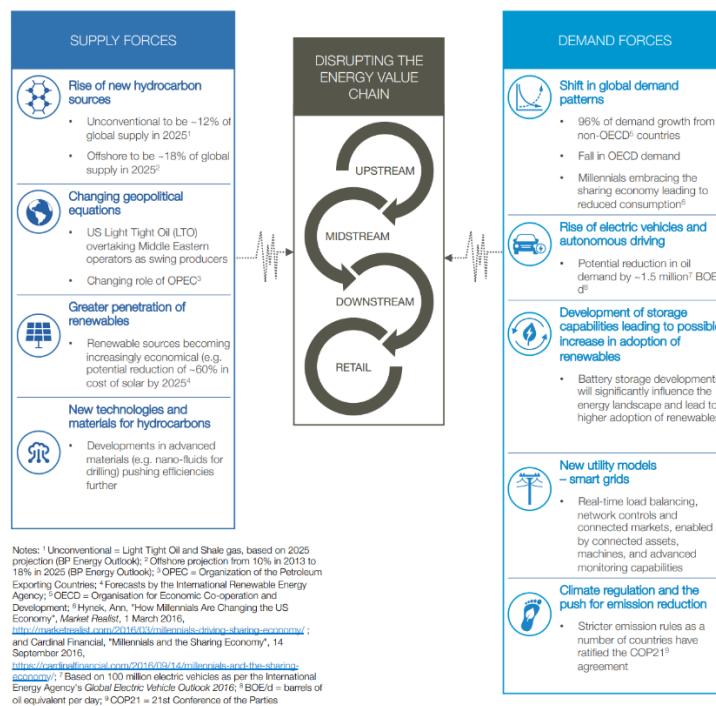 SUPPLY FORCES
Rise of new hydrocarbon
sources
• Unconventional to be ~12% of
global supply in 2025¹
• Offshore to be ~18% of global
supply in 2025²
Changing geopolitical
equations
• US Light Tight Oil (LTO)
overtaking Middle Eastern
operators as swing producers
• Changing role of OPEC³
Greater penetration of
renewables
• Renewable sources becoming
increasingly economical (e.g.
potential reduction of ~60% in
cost of solar by 2025⁴
New technologies and
materials for hydrocarbons
• Developments in advanced
materials (e.g. nano-fluids for
drilling) pushing efficiencies
further
DISRUPTING THE
ENERGY VALUE
CHAIN
UPSTREAM
MIDSTREAM
DOWNSTREAM
RETAIL
DEMAND FORCES
Shift in global demand
patterns
• 96% of demand growth from
non-OECD⁵ countries
• Fall in OECD demand
• Millennials embracing the
sharing economy leading to
reduced consumption⁶
Rise of electric vehicles and
autonomous driving
• Potential reduction in oil
demand by ~1.5 million⁷ BOE
d⁸
Development of storage
capabilities leading to possible
increase in adoption of
renewables
• Battery storage development
will significantly influence the
energy landscape and lead to
higher adoption of renewables
New utility models
– smart grids
• Real-time load balancing,
network controls and
connected markets, enabled
by connected assets,
machines, and advanced
monitoring capabilities
Climate regulation and the
push for emission reduction
• Stricter emission rules as a
number of countries have
ratified the COP21⁹
agreement
Notes: ¹ Unconventional = Light Tight Oil and Shale gas, based on 2025
projection (BP Energy Outlook); ² Offshore projection from 10% in 2013 to
18% in 2025 (BP Energy Outlook); ³ OPEC = Organization of the Petroleum
Exporting Countries; ⁴ Forecasts by the International Renewable Energy
Agency; ⁵ OECD = Organisation for Economic Co-operation and
Development; ⁶ Hynek, Ann, "How Millennials Are Changing the US
Economy", Market Realist, 1 March 2016,
http://marketrealist.com/2016/03/millennials-driving-sharing-economy/ ;
and Cardinal Financial, "Millennials and the Sharing Economy", 14
September 2016,
https://cardinalfinancial.com/2016/09/14/millennials-and-the-sharing-
economy/; ⁷ Based on 100 million electric vehicles as per the International
Energy Agency's Global Electric Vehicle Outlook 2016; ⁸ BOE/d = barrels of
oil equivalent per day; ⁹ COP21 = 21st Conference of the Parties